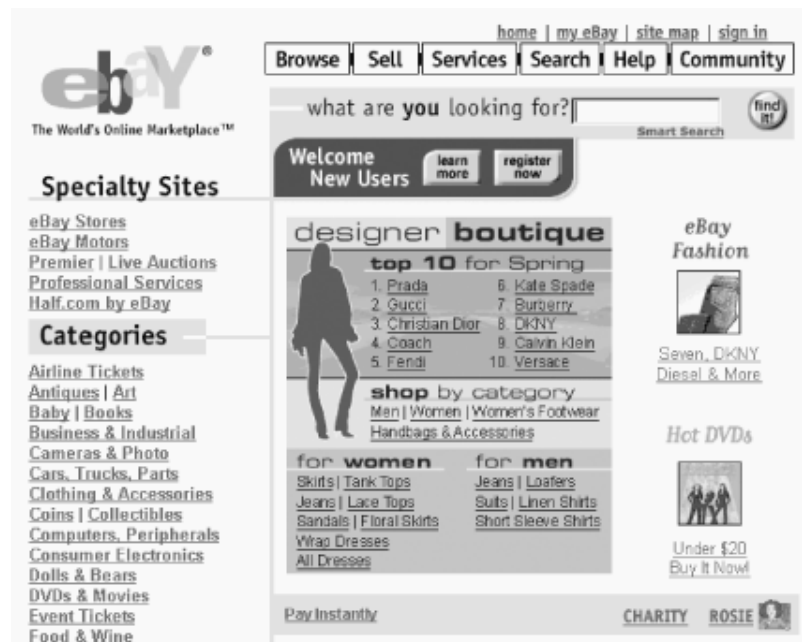 home | my eBay | site map | sign in
ebaY®
The World's Online Marketplace™
Browse Sell Services Search Help Community
what are you looking for?
find it!
Smart Search
Welcome
New Users
learn more
register now
Specialty Sites
eBay Stores
eBay Motors
Premier | Live Auctions
Professional Services
Half.com by eBay
Categories
Airline Tickets
Antiques | Art
Baby | Books
Business & Industrial
Cameras & Photo
Cars, Trucks, Parts
Clothing & Accessories
Coins | Collectibles
Computers, Peripherals
Consumer Electronics
Dolls & Bears
DVDs & Movies
Event Tickets
Food & Wine
designer boutique
top 10 for Spring
1. Prada
2. Gucci
3. Christian Dior
4. Coach
5. Fendi
6. Kate Spade
7. Burberry
8. DKNY
9. Calvin Klein
10. Versace
shop by category
Men | Women | Women's Footwear
Handbags & Accessories
for women
Skirts | Tank Tops
Jeans | Lace Tops
Sandals | Floral Skirts
Wrap Dresses
All Dresses
for men
Jeans | Loafers
Suits | Linen Shirts
Short Sleeve Shirts
eBay
Fashion
Seven, DKNY
Diesel & More
Hot DVDs
Under $20
Buy It Now!
Pay Instantly
CHARITY ROSIE